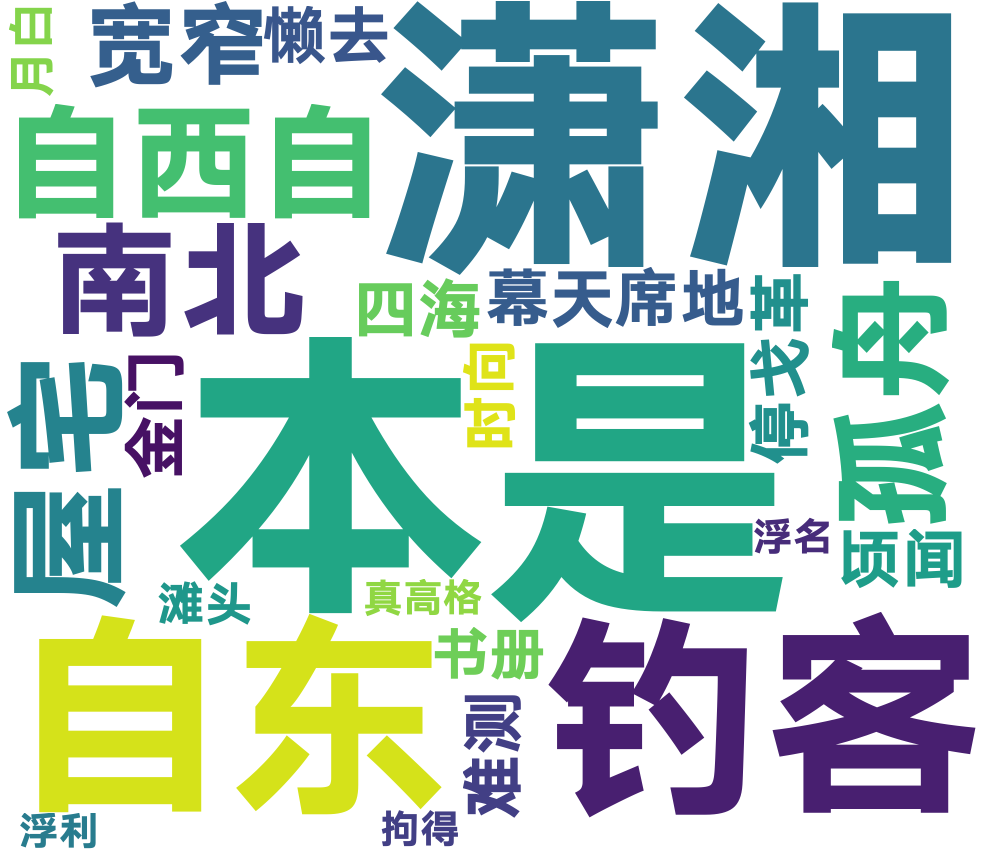 月白
宽窄
懒去
潇湘
自西自
南北
四海
幕天席地
停戈革
孤舟
屋宅
金门
本是
时向
浮名
顷闻
滩头
真高格
自东
书册
钓客
难测
浮利
拘得